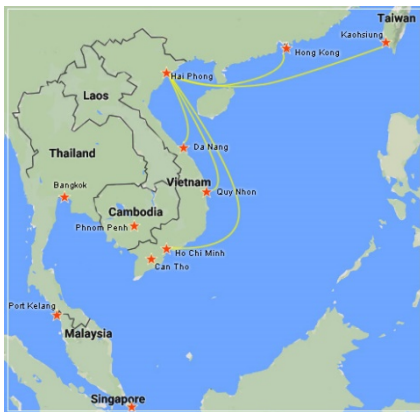 Taiwan
Kaohsiung
Hong Kong
Hai Phong
Laos
Thailand
Da Nang
Bangkok
Vietnam
Quy Nhon
Cambodia
Phnom Penh
Ho Chi Minh
Can Tho
Port Kelang
Malaysia
Singapore